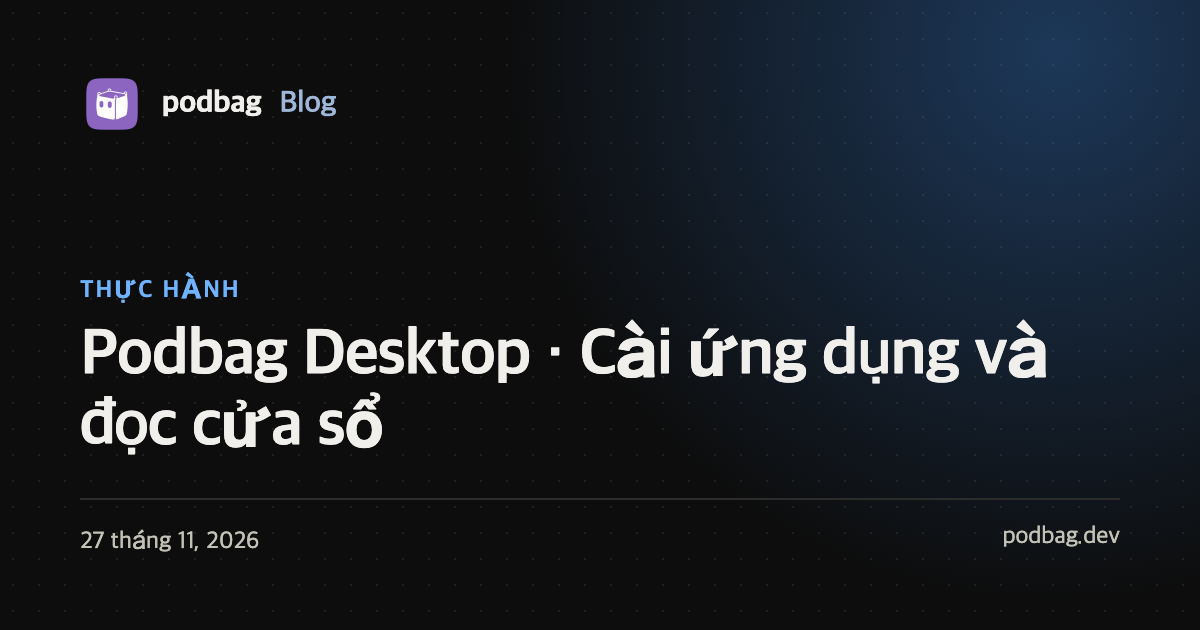 podbag Blog
THỰC HÀNH
Podbag Desktop · Cài ứng dụng và
đọc cửa sổ
27 tháng 11, 2026
podbag.dev